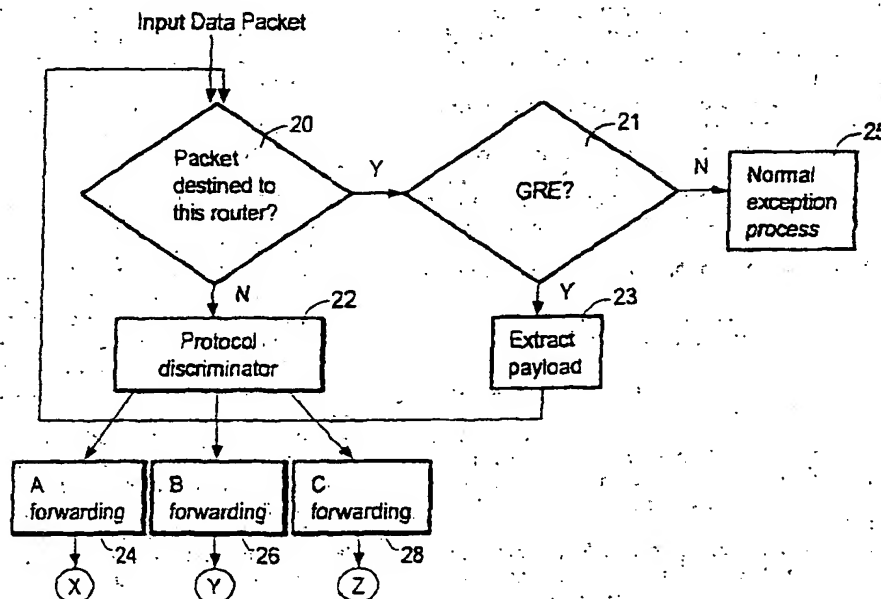 Input Data Packet
20
Packet
destined to
this router?
Y
21
GRE?
N
25
Normal
exception
process
N
22
Protocol
discriminator
Y
23
Extract
payload
A
forwarding
24
B
forwarding
26
C
forwarding
28
X
Y
Z